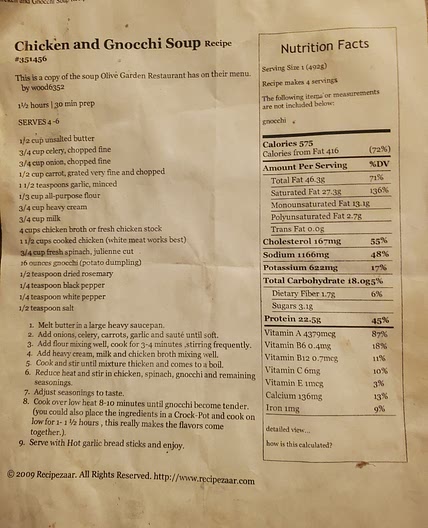 Chicken and Gnocchi Soup Recipe
#351456
This is a copy of the soup Olive Garden Restaurant has on their menu.
by wood6352
1½ hours | 30 min prep
SERVES 4 -6
1/2 cup unsalted butter
3/4 cup celery, chopped fine
3/4 cup onion, chopped fine
1/2 cup carrot, grated very fine and chopped
1 1/2 teaspoons garlic, minced
1/3 cup all-purpose flour
3/4 cup heavy cream
3/4 cup milk
4 cups chicken broth or fresh chicken stock
1 1/2 cups cooked chicken (white meat works best)
3/4 cup fresh spinach, julienne cut
16 ounces gnocchi (potato dumpling)
1/2 teaspoon dried rosemary
1/4 teaspoon black pepper
1/4 teaspoon white pepper
1/2 teaspoon salt
1. Melt butter in a large heavy saucepan.
2. Add onions, celery, carrots, garlic and sauté until soft.
3. Add flour mixing well, cook for 3-4 minutes ,stirring frequently.
4. Add heavy cream, milk and chicken broth mixing well.
5. Cook and stir until mixture thicken and comes to a boil.
6. Reduce heat and stir in chicken, spinach, gnocchi and remaining
seasonings.
7. Adjust seasonings to taste.
8. Cook over low heat 8-10 minutes until gnocchi become tender.
(you could also place the ingredients in a Crock-Pot and cook on
low for 1- 1 ½ hours , this really makes the flavors come
together.).
9. Serve with Hot garlic bread sticks and enjoy.
© 2009 Recipezaar. All Rights Reserved. http://www.recipezaar.com
Nutrition Facts
Serving Size 1 (492g)
Recipe makes 4 servings
The following items or measurements
are not included below:
gnocchi
Calories 575
Calories from Fat 416 (72%)
Amount Per Serving %DV
Total Fat 46.3g 71%
Saturated Fat 27.3g 136%
Monounsaturated Fat 13.1g
Polyunsaturated Fat 2.7g
Trans Fat 0.0g
Cholesterol 167mg 55%
Sodium 1166mg 48%
Potassium 622mg 17%
Total Carbohydrate 18.0g5%
Dietary Fiber 1.7g 6%
Sugars 3.1g
Protein 22.5g 45%
Vitamin A 4379mcg 87%
Vitamin B6 0.4mg 18%
Vitamin B12 0.7mcg 11%
Vitamin C 6mg 10%
Vitamin E 1mcg 3%
Calcium 136mg 13%
Iron 1mg 9%
detailed view...
how is this calculated?